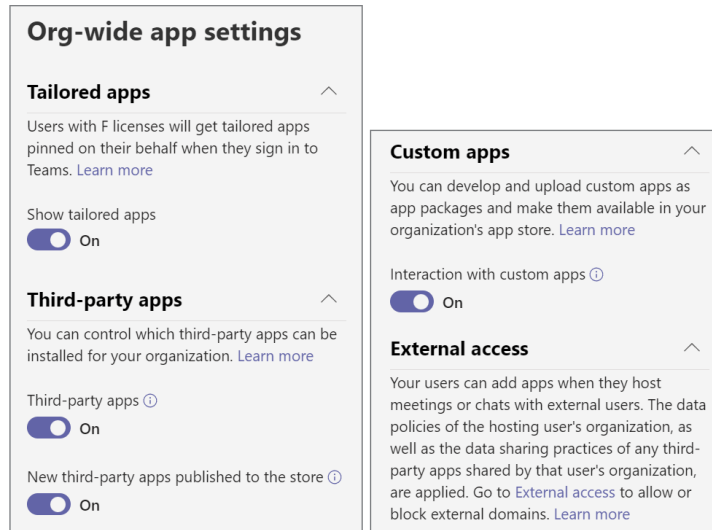 Org-wide app settings
Tailored apps
Users with F licenses will get tailored apps
pinned on their behalf when they sign in to
Teams. Learn more
Show tailored apps
On
Third-party apps
You can control which third-party apps can be
installed for your organization. Learn more
Third-party apps
On
New third-party apps published to the store
On
Custom apps
You can develop and upload custom apps as
app packages and make them available in your
organization's app store. Learn more
Interaction with custom apps
On
External access
Your users can add apps when they host
meetings or chats with external users. The data
policies of the hosting user's organization, as
well as the data sharing practices of any third-
party apps shared by that user's organization,
are applied. Go to External access to allow or
block external domains. Learn more